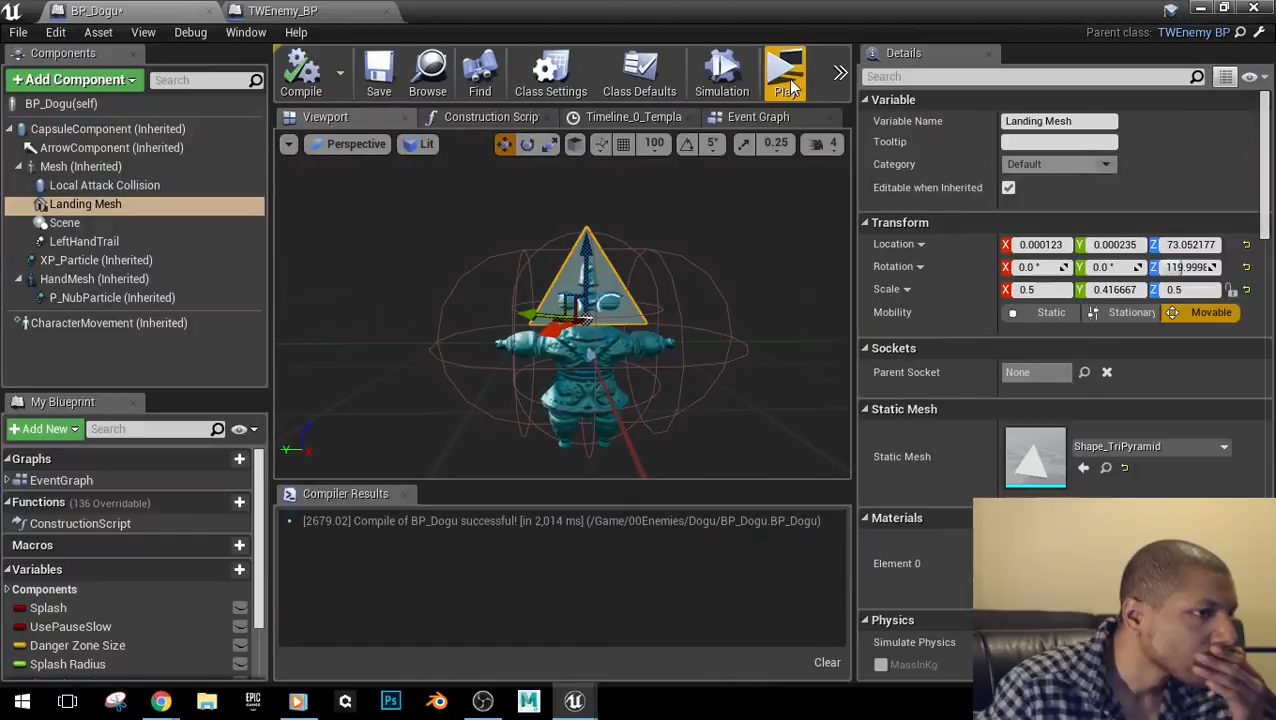 BP_Dogu*
TWEnemy_BP
File Edit Asset View Debug Window Help
Parent class: TWEnemy BP
Components
Add Component
Search
BP_Dogu(self)
CapsuleComponent (Inherited)
ArrowComponent (Inherited)
Mesh (Inherited)
Local Attack Collision
Landing Mesh
Scene
LeftHandTrail
XP_Particle (Inherited)
HandMesh (Inherited)
P_NubParticle (Inherited)
CharacterMovement (Inherited)
My Blueprint
Add New
Search
Graphs
EventGraph
Functions (136 Overridable)
ConstructionScript
Macros
Variables
Components
Splash
UsePauseSlow
Danger Zone Size
Splash Radius
Compile Save Browse Find Class Settings Class Defaults Simulation Play
Viewport Construction Scrip Timeline_0_Templa Event Graph
Perspective Lit 100 5° 0.25 4
Z
Y
X
Compiler Results
[2679.02] Compile of BP_Dogu successful! [in 2,014 ms] (/Game/00Enemies/Dogu/BP_Dogu.BP_Dogu)
Clear
Details
Search
Variable
Variable Name Landing Mesh
Tooltip
Category Default
Editable when Inherited
Transform
Location X 0.000123 Y 0.000235 Z 73.052177
Rotation X 0.0 ° Y 0.0 ° Z
Scale X 0.5 Y 0.416667 Z 0.5
Mobility Static Stationary Movable
Sockets
Parent Socket None
Static Mesh
Static Mesh Shape_TriPyramid
Materials
Element 0
Physics
Simulate Physics
MassInKg